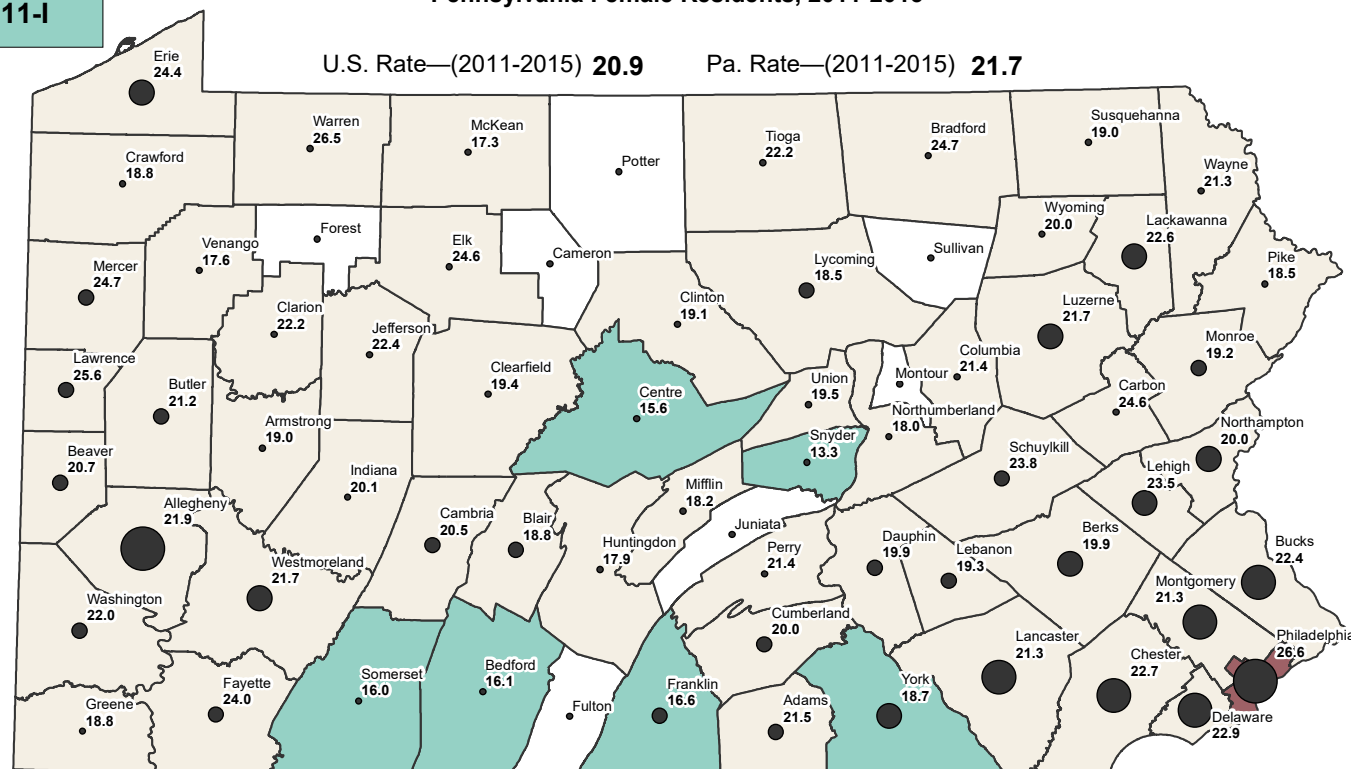 11-I
Pennsylvania Female Residents, 2011-2015
U.S. Rate—(2011-2015) 20.9 Pa. Rate—(2011-2015) 21.7
Erie
24.4
Warren
26.5
McKean
17.3
Potter
Tioga
22.2
Bradford
24.7
Susquehanna
19.0
Crawford
18.8
Wayne
21.3
Wyoming
20.0
Lackawanna
22.6
Pike
18.5
Mercer
24.7
Venango
17.6
Forest
Elk
24.6
Cameron
Lycoming
18.5
Sullivan
Clinton
19.1
Clarion
22.2
Jefferson
22.4
Luzerne
21.7
Monroe
19.2
Lawrence
25.6
Butler
21.2
Clearfield
19.4
Centre
15.6
Union
19.5
Montour
Columbia
21.4
Carbon
24.6
Armstrong
19.0
Northumberland
18.0
Northampton
20.0
Beaver
20.7
Indiana
20.1
Snyder
13.3
Schuylkill
23.8
Lehigh
23.5
Allegheny
21.9
Cambria
20.5
Blair
18.8
Mifflin
18.2
Juniata
Huntingdon
17.9
Perry
21.4
Dauphin
19.9
Lebanon
19.3
Berks
19.9
Bucks
22.4
Westmoreland
21.7
Montgomery
21.3
Washington
22.0
Cumberland
20.0
Lancaster
21.3
Chester
22.7
Philadelphia
26.6
Somerset
16.0
Bedford
16.1
Fayette
24.0
Greene
18.8
Fulton
Franklin
16.6
Adams
21.5
York
18.7
Delaware
22.9